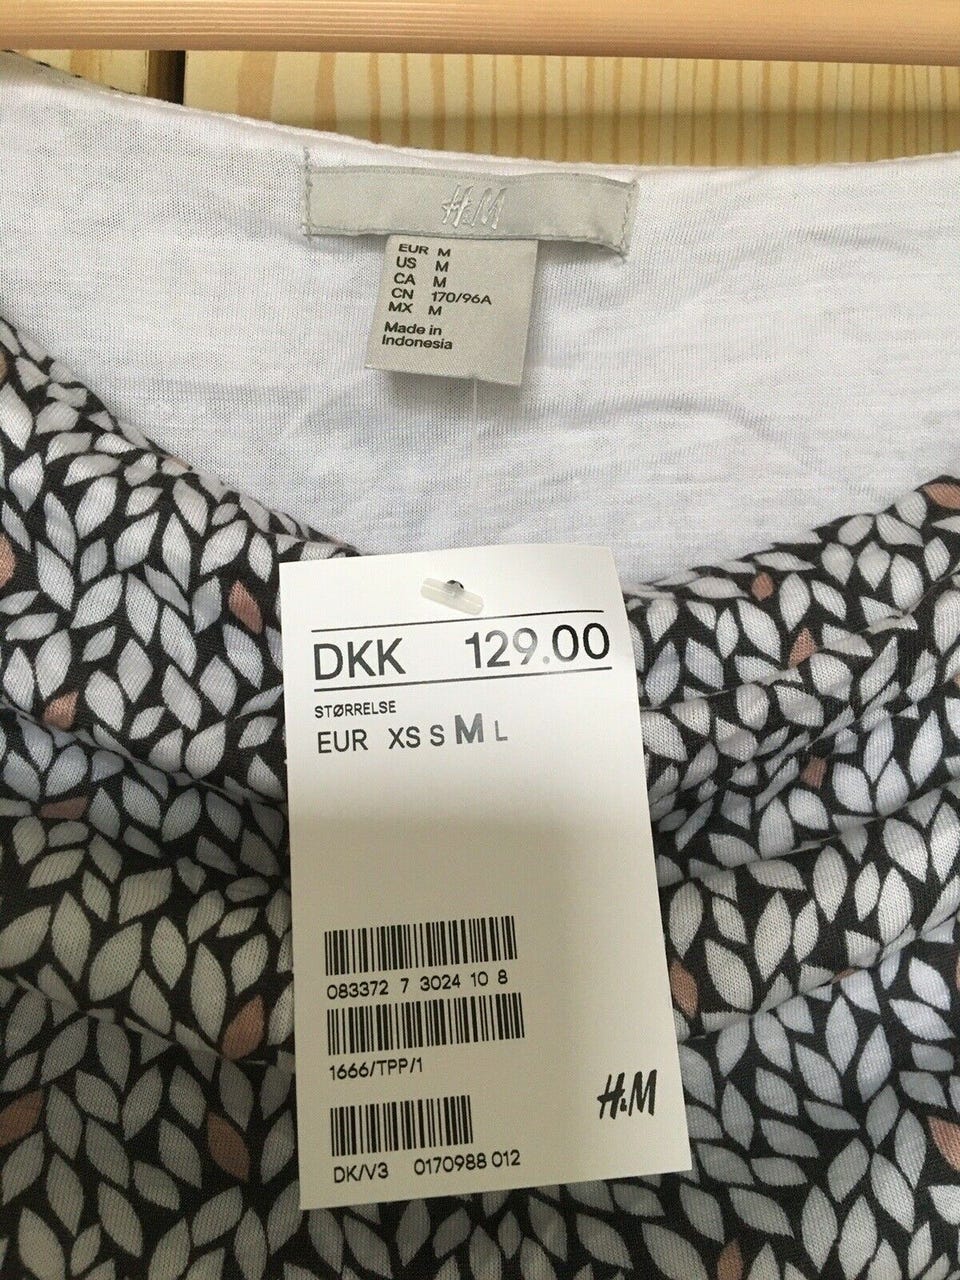 H&M
EUR M
US M
CA M
CN 170/96A
MX M
Made in
Indonesia
DKK 129.00
STØRRELSE
EUR XS S M L
083372 7 3024 10 8
1666/TPP/1
H&M
DK/V3 0170988 012